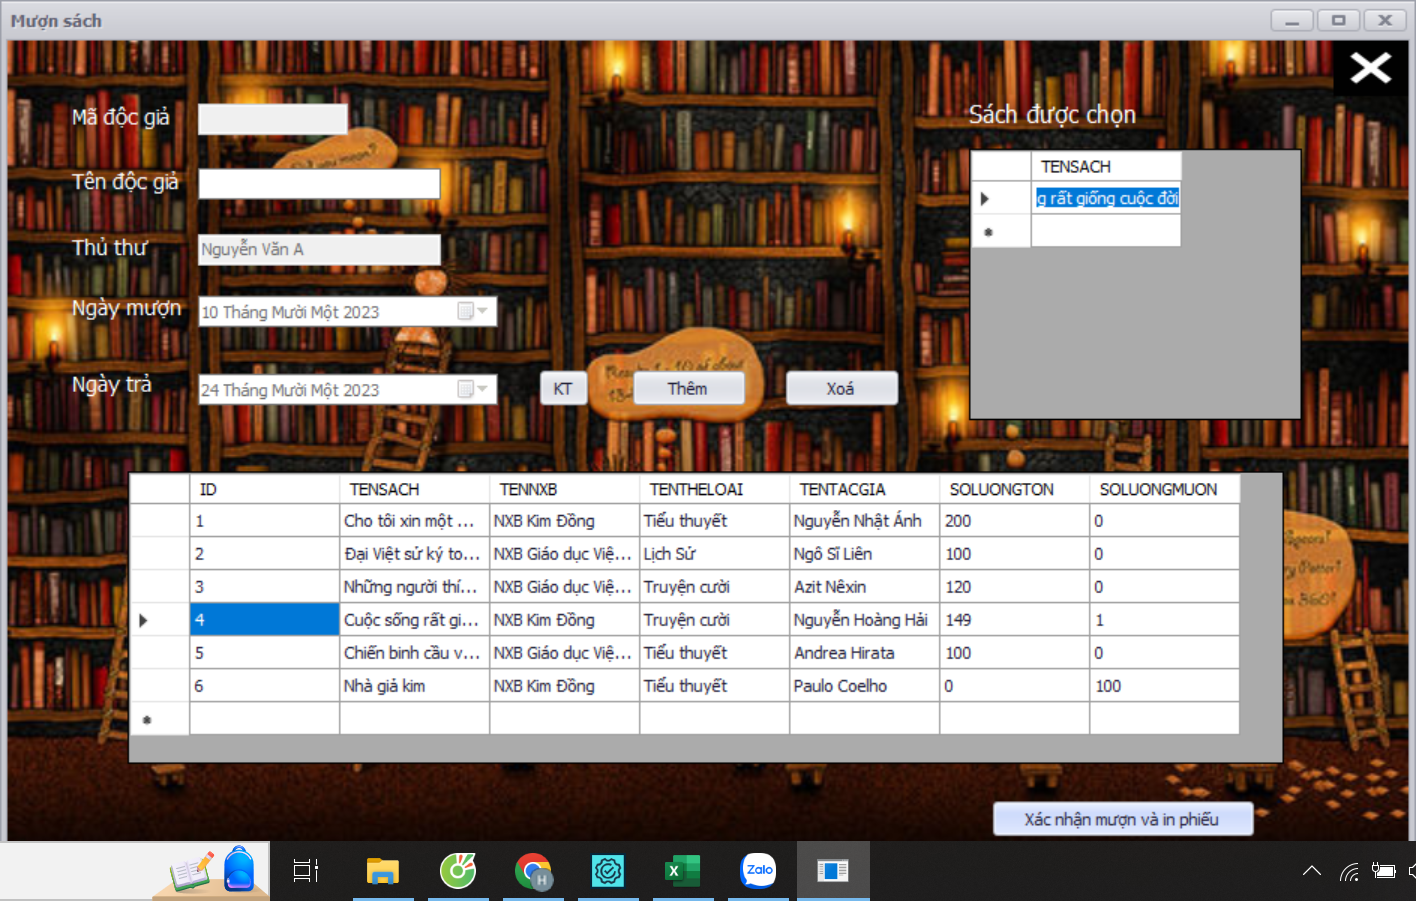 Mượn sách
Mã độc giả
Sách được chọn
Tên độc giả
TENSACH
g rất giống cuộc đời
Thủ thư
Nguyễn Văn A
Ngày mượn
10 Tháng Mười Một 2023
Ngày trả
24 Tháng Mười Một 2023
KT
Thêm
Xoá
ID TENSACH TENNXB TENTHELOAI TENTACGIA SOLUONGTON SOLUONGMUON
1 Cho tôi xin một ... NXB Kim Đồng Tiểu thuyết Nguyễn Nhật Ánh 200 0
2 Đại Việt sử ký to... NXB Giáo dục Việ... Lịch Sử Ngô Sĩ Liên 100 0
3 Những người thí... NXB Giáo dục Việ... Truyện cười Azit Nêxin 120 0
4 Cuộc sống rất gi... NXB Kim Đồng Truyện cười Nguyễn Hoàng Hải 149 1
5 Chiến binh cầu v... NXB Giáo dục Việ... Tiểu thuyết Andrea Hirata 100 0
6 Nhà giả kim NXB Kim Đồng Tiểu thuyết Paulo Coelho 0 100
Xác nhận mượn và in phiếu
H
X
Zalo